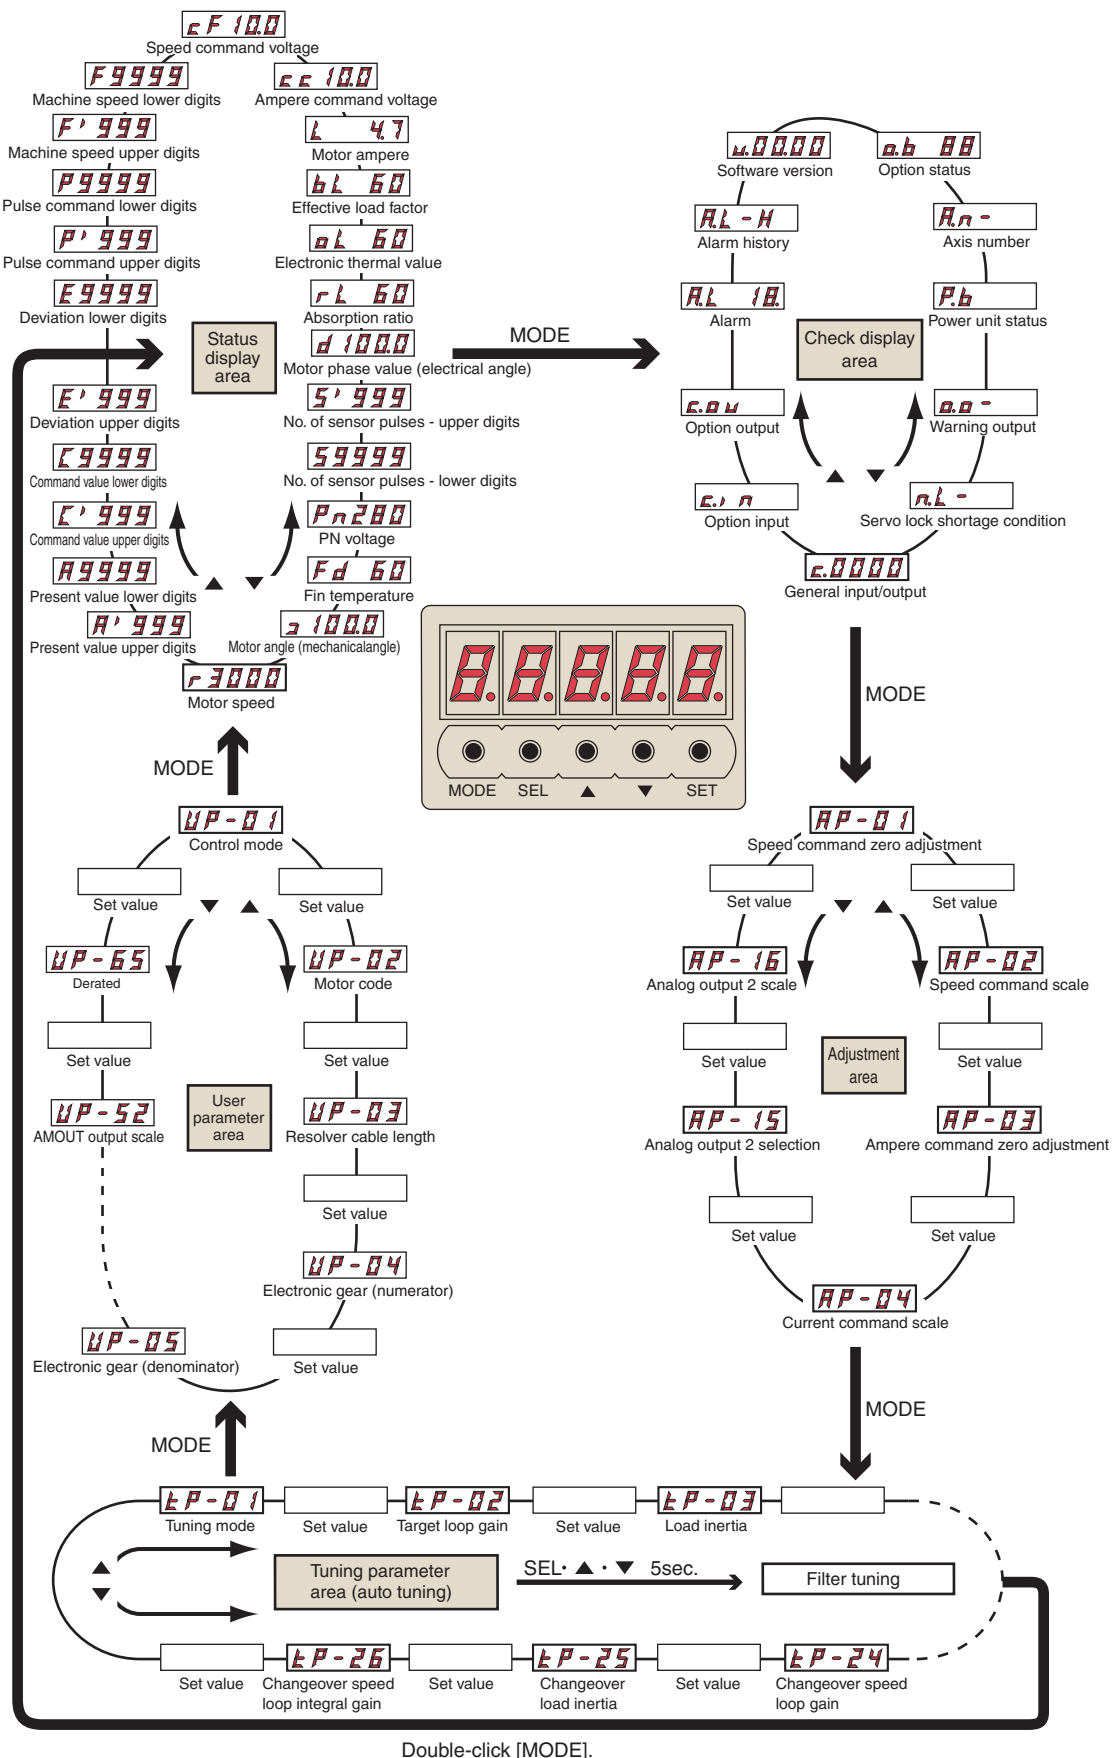 cF10.0
Speed command voltage
F9999
Machine speed lower digits
cc10.0
Ampere command voltage
F'999
Machine speed upper digits
L 4.7
Motor ampere
P9999
Pulse command lower digits
bL 60
Effective load factor
P'999
Pulse command upper digits
oL 60
Electronic thermal value
E9999
Deviation lower digits
rL 60
Absorption ratio
Status
display
area
d100.0
Motor phase value (electrical angle)
E'999
Deviation upper digits
S'999
No. of sensor pulses - upper digits
C9999
Command value lower digits
S9999
No. of sensor pulses - lower digits
C'999
Command value upper digits
Pn280
PN voltage
A9999
Present value lower digits
Fd 60
Fin temperature
A'999
Present value upper digits
100.0
Motor angle (mechanicalangle)
r3000
Motor speed
MODE
u.00.00
Software version
o.b 88
Option status
A.L-H
Alarm history
A.n-
Axis number
A.L 18.
Alarm
P.b
Power unit status
Check display
area
c.ou
Option output
o.o-
Warning output
c.in
Option input
n.L-
Servo lock shortage condition
c.0000
General input/output
8.8.8.8.8.
MODE SEL ▲ ▼ SET
MODE
MODE
UP-01
Control mode
Set value
Set value
UP-65
Derated
UP-02
Motor code
Set value
UP-52
AMOUT output scale
User
parameter
area
UP-03
Resolver cable length
Set value
UP-04
Electronic gear (numerator)
UP-05
Electronic gear (denominator)
Set value
AP-01
Speed command zero adjustment
Set value
Set value
AP-16
Analog output 2 scale
AP-02
Speed command scale
Set value
Adjustment
area
Set value
AP-15
Analog output 2 selection
AP-03
Ampere command zero adjustment
Set value
Set value
AP-04
Current command scale
MODE
MODE
tP-01
Tuning mode
Set value
tP-02
Target loop gain
Set value
tP-03
Load inertia
Tuning parameter
area (auto tuning)
SEL・▲・▼ 5sec.
Filter tuning
Set value
tP-26
Changeover speed
loop integral gain
Set value
tP-25
Changeover
load inertia
Set value
tP-24
Changeover speed
loop gain
Double-click [MODE].